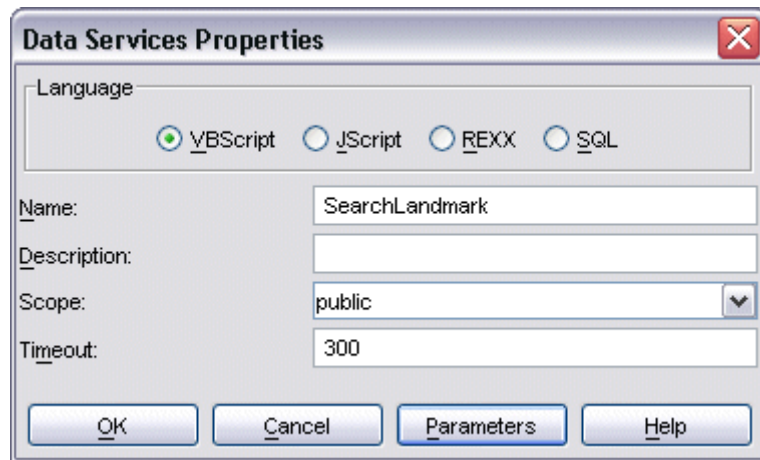 Data Services Properties
Language
VBScript JScript REXX SQL
Name: SearchLandmark
Description:
Scope: public
Timeout: 300
OK Cancel Parameters Help